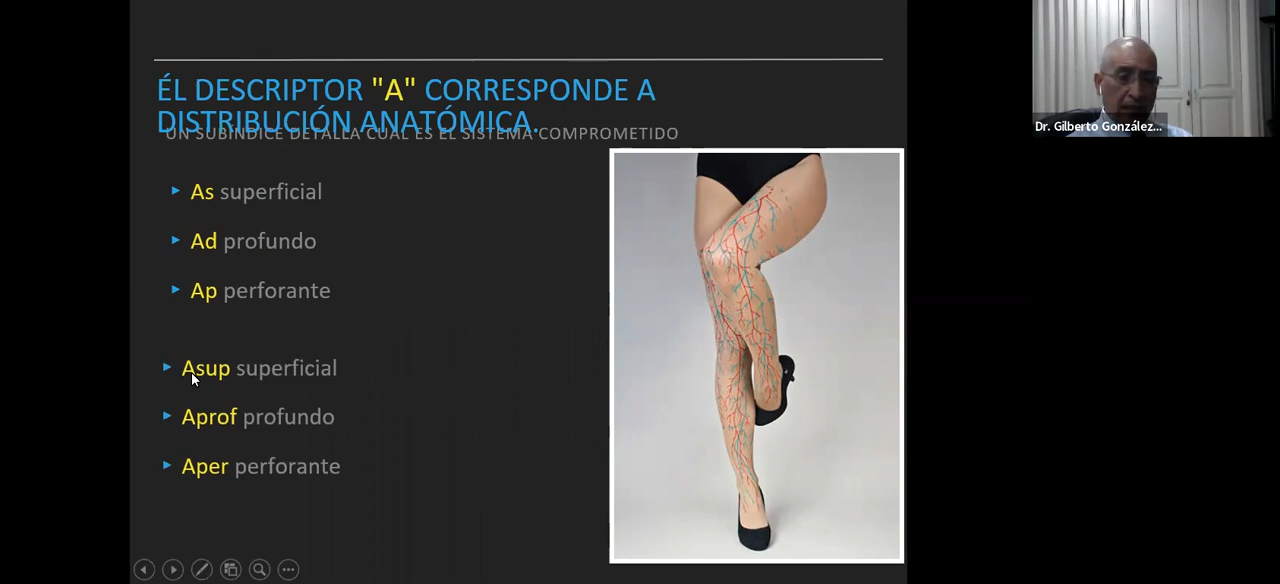 ÉL DESCRIPTOR "A" CORRESPONDE A
DISTRIBUCIÓN ANATÓMICA.
UN SUBÍNDICE DETALLA CUAL ES EL SISTEMA COMPROMETIDO
As superficial
Ad profundo
Ap perforante
Asup superficial
Aprof profundo
Aper perforante
Dr. Gilberto González...